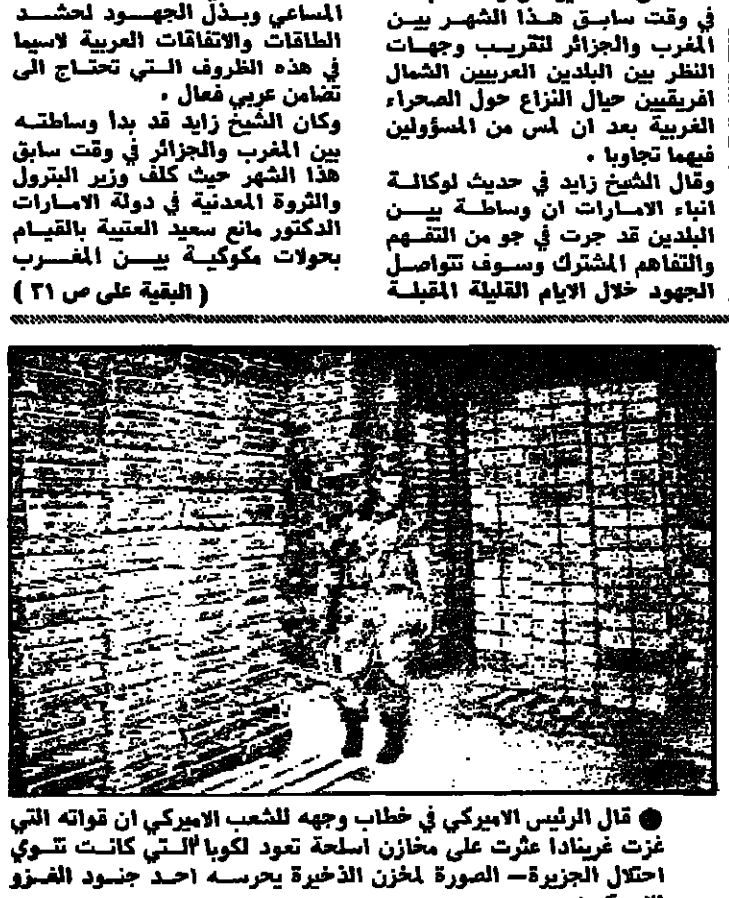 في وقت سابق هذا الشهر بين
المغرب والجزائر لتقريب وجهات
النظر بين البلدين العربيين الشمال
افريقيين حيال النزاع حول الصحراء
الغربية بعد ان لمس من المسؤولين
فيهما تجاوبا •
وقال الشيخ زايد في حديث لوكالة
انباء الامارات ان وساطة بين
البلدين قد جرت في جو من التفهم
والتفاهم المشترك وسوف تتواصل
الجهود خلال الايام القليلة المقبلة
المساعي وبذل الجهود لحشد
الطاقات والاتفاقات العربية لاسيما
في هذه الظروف التي تحتاج الى
تضامن عربي فعال •
وكان الشيخ زايد قد بدأ وساطته
بين المغرب والجزائر في وقت سابق
هذا الشهر حيث كلف وزير البترول
والثروة المعدنية في دولة الامارات
الدكتور مانع سعيد العتيبة بالقيام
بحولات مكوكية بين المغرب
( البقية على ص ٢١ )
● قال الرئيس الاميركي في خطاب وجهه للشعب الاميركي ان قواته التي
غزت غرينادا عثرت على مخازن اسلحة تعود لكوبا التي كانت تنوي
احتلال الجزيرة – الصورة لمخزن الذخيرة يحرسه احد جنود الغزو